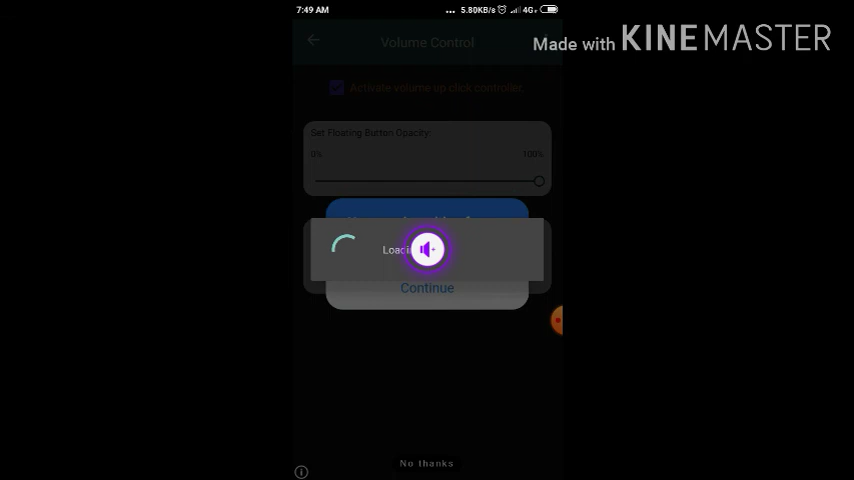 7:49 AM
... 5.80KB/s 4G+
Made with KINEMASTER
Volume Control
Activate volume up click controller.
Set Floating Button Opacity:
0% 100%
Continue
No thanks